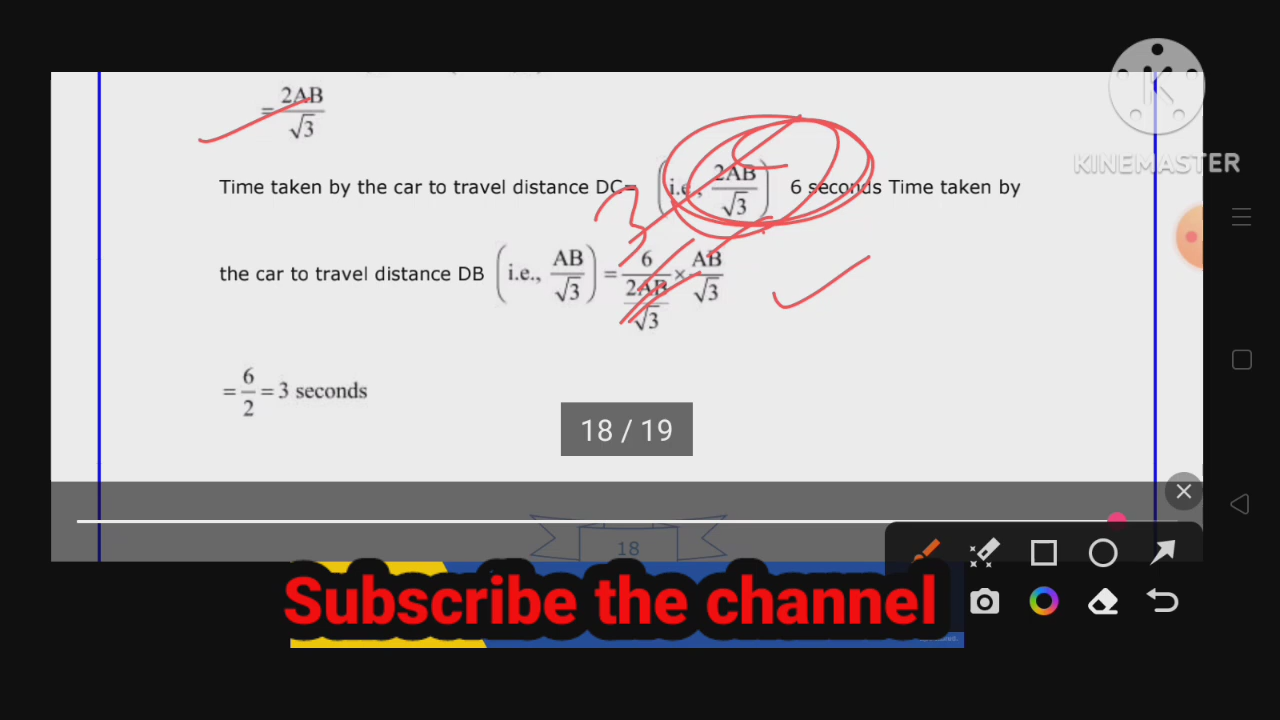 = 2AB / √3
KINEMASTER
Time taken by the car to travel distance DC= (i.e., 2AB / √3) 6 seconds Time taken by
3
the car to travel distance DB (i.e., AB / √3) = 6 / (2AB / √3) × AB / √3
= 6 / 2 = 3 seconds
18 / 19
18
Subscribe the channel